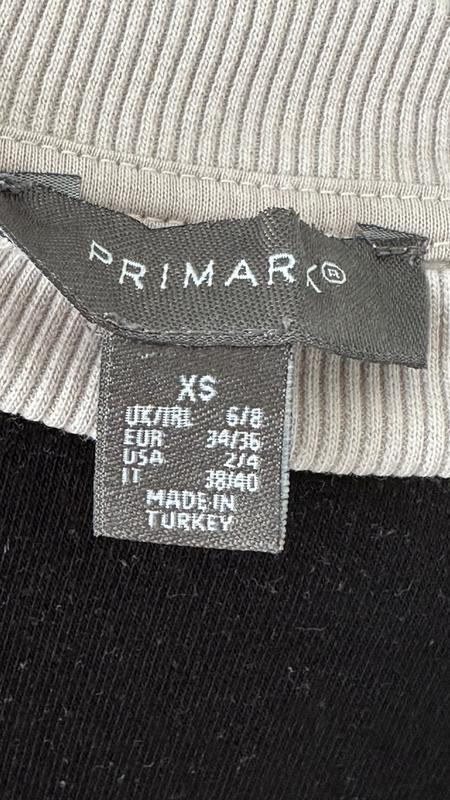 PRIMARK®
XS
UK/IRL 6/8
EUR 34/36
USA 2/4
IT 38/40
MADE IN
TURKEY